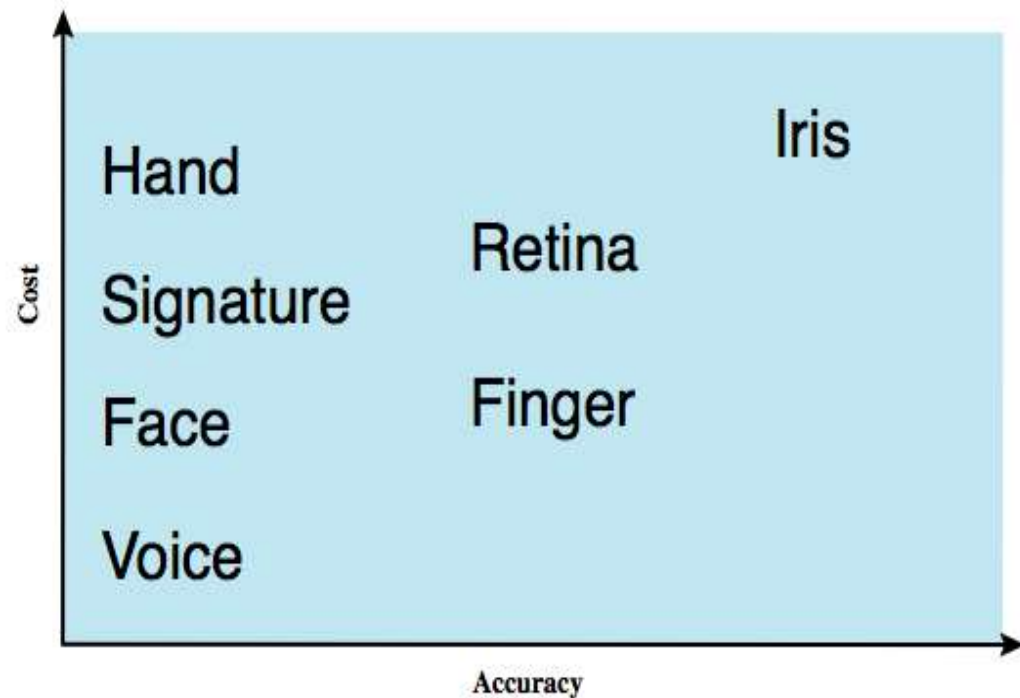 Iris
Hand
Retina
Signature
Cost
Face
Finger
Voice
Accuracy